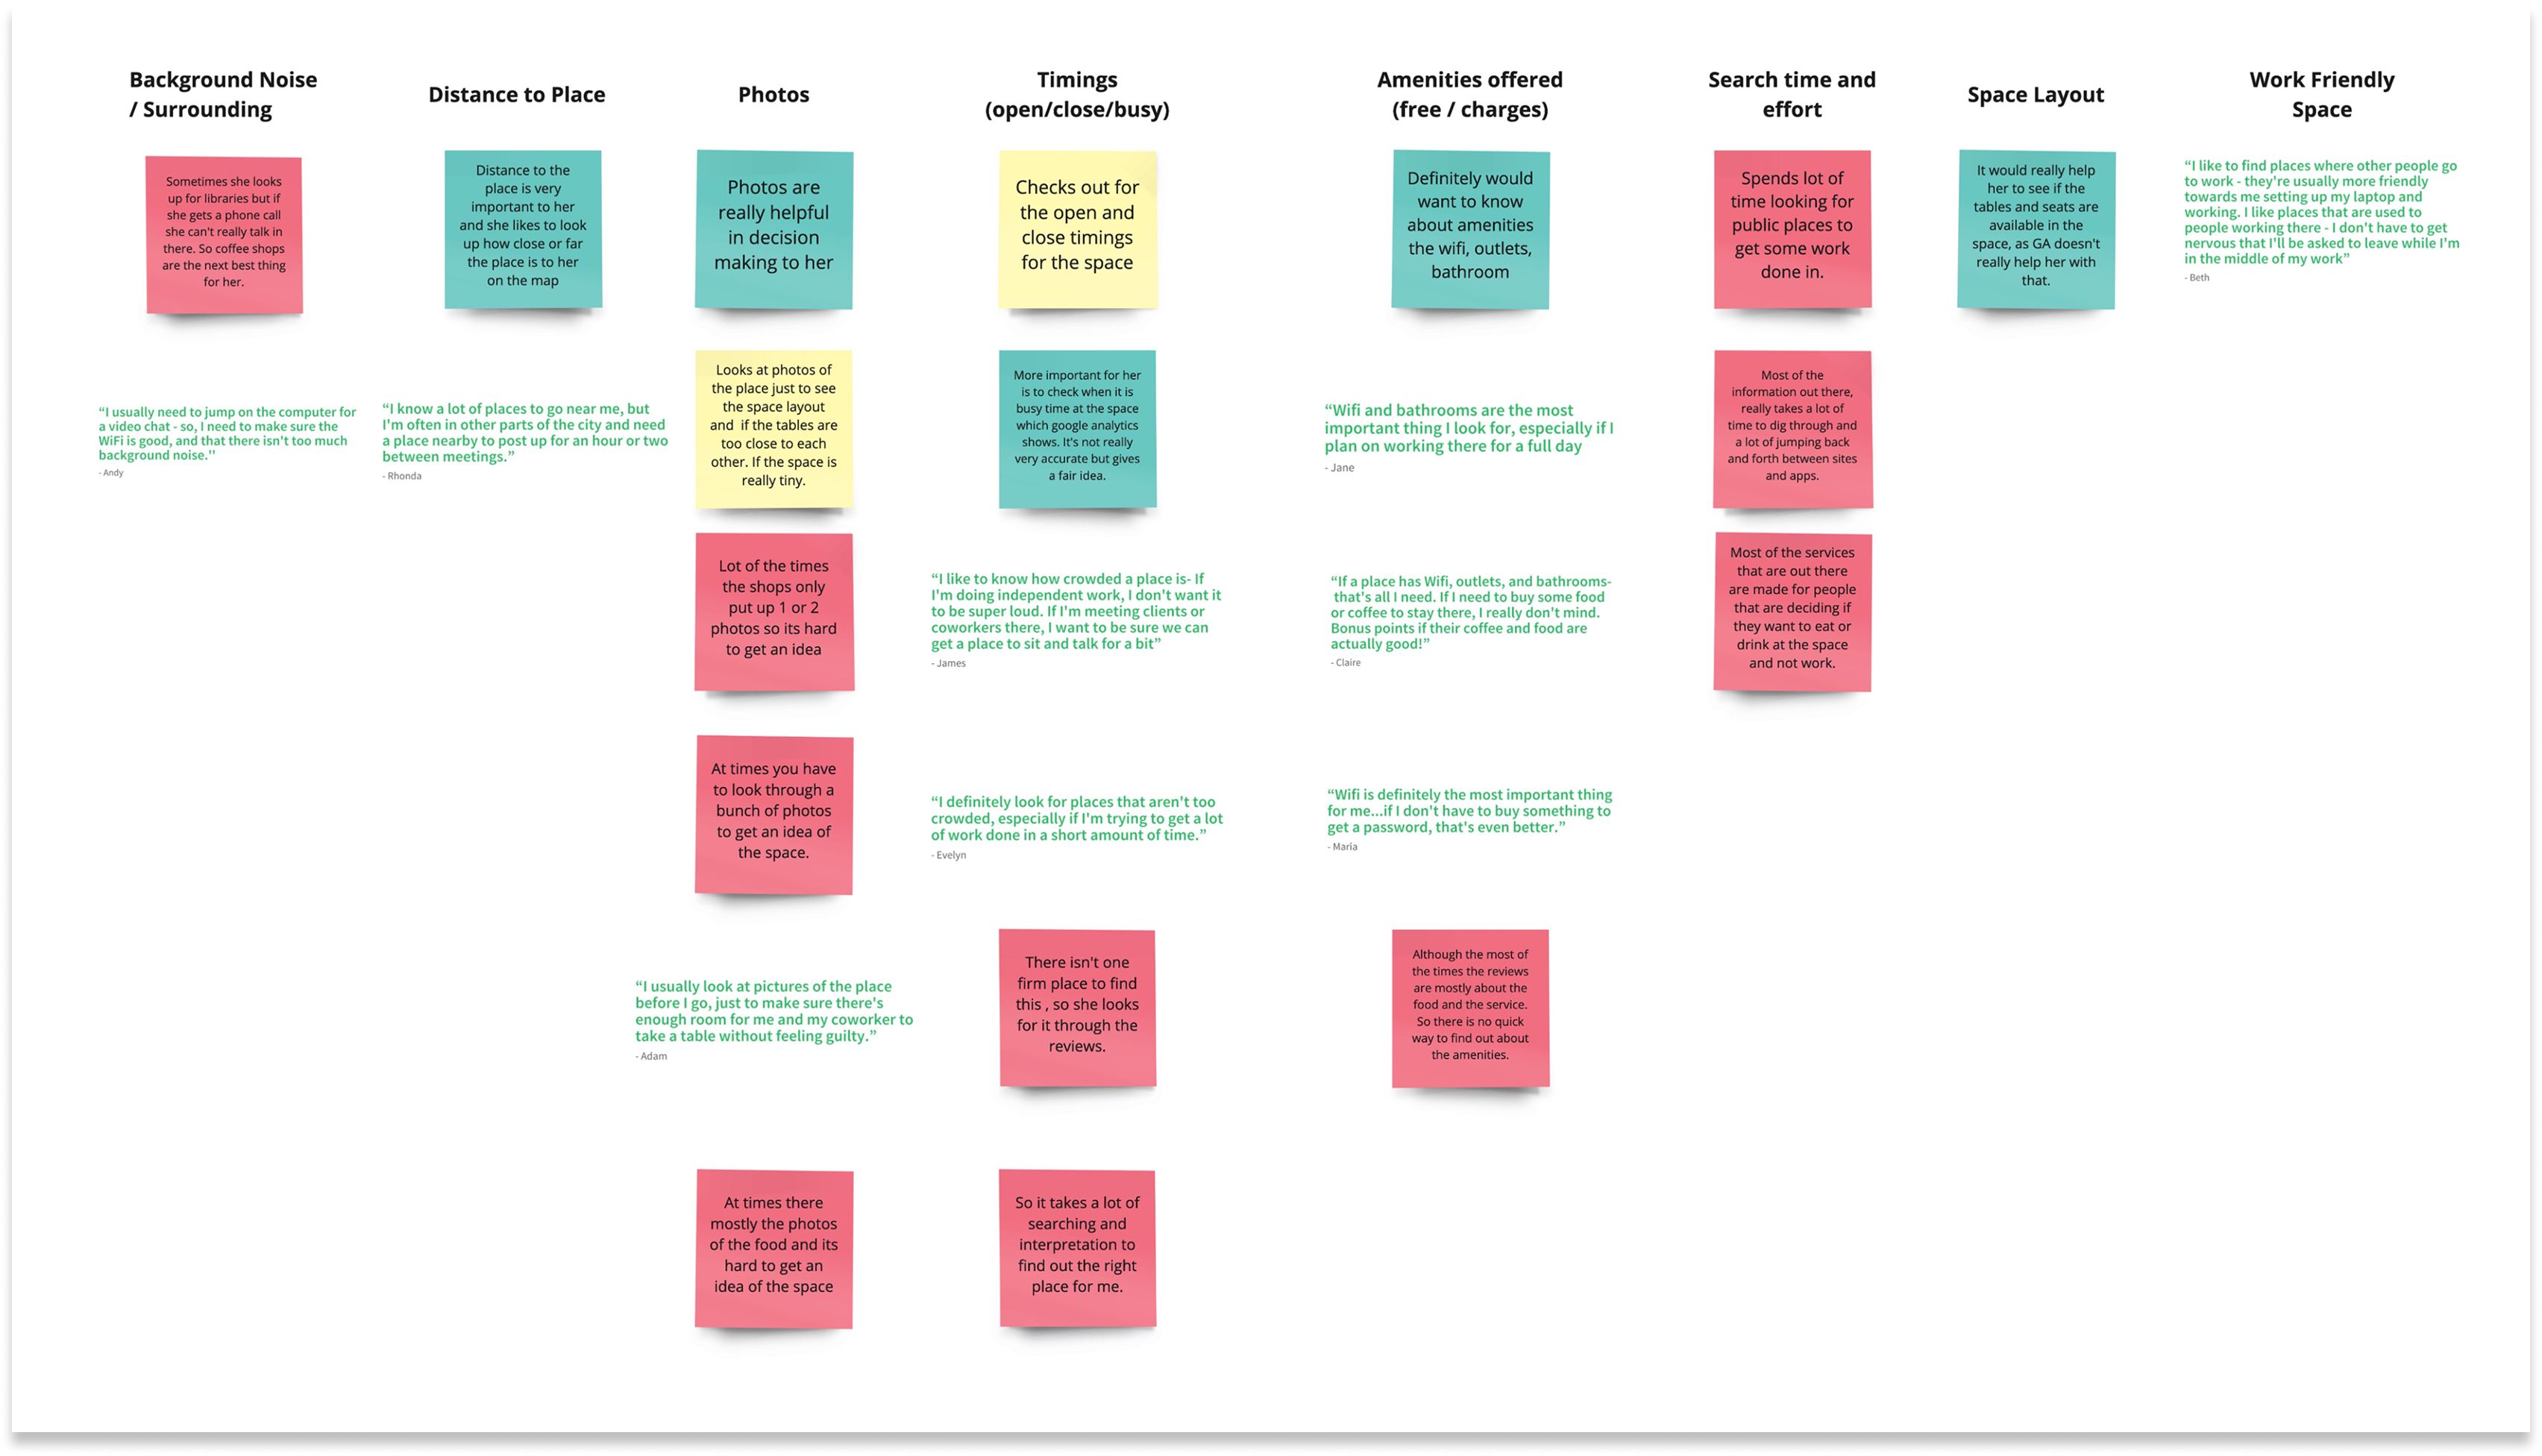 Background Noise
/ Surrounding
Sometimes she looks
up for libraries but if
she gets a phone call
she can't really talk in
there. So coffee shops
are the next best thing
for her.
“I usually need to jump on the computer for
a video chat - so, I need to make sure the
WiFi is good, and that there isn't too much
background noise.''
- Andy
Distance to Place
Distance to the
place is very
important to her
and she likes to look
up how close or far
the place is to her
on the map
“I know a lot of places to go near me, but
I'm often in other parts of the city and need
a place nearby to post up for an hour or two
between meetings.”
- Rhonda
Photos
Photos are
really helpful
in decision
making to her
Looks at photos of
the place just to see
the space layout
and if the tables are
too close to each
other. If the space is
really tiny.
Lot of the times
the shops only
put up 1 or 2
photos so its hard
to get an idea
At times you have
to look through a
bunch of photos
to get an idea of
the space.
“I usually look at pictures of the place
before I go, just to make sure there's
enough room for me and my coworker to
take a table without feeling guilty.”
- Adam
At times there
mostly the photos
of the food and its
hard to get an
idea of the space
Timings
(open/close/busy)
Checks out for
the open and
close timings
for the space
More important for her
is to check when it is
busy time at the space
which google analytics
shows. It's not really
very accurate but gives
a fair idea.
“I like to know how crowded a place is- If
I'm doing independent work, I don't want it
to be super loud. If I'm meeting clients or
coworkers there, I want to be sure we can
get a place to sit and talk for a bit”
- James
“I definitely look for places that aren't too
crowded, especially if I'm trying to get a lot
of work done in a short amount of time.”
- Evelyn
There isn't one
firm place to find
this , so she looks
for it through the
reviews.
So it takes a lot of
searching and
interpretation to
find out the right
place for me.
Amenities offered
(free / charges)
Definitely would
want to know
about amenities
the wifi, outlets,
bathroom
“Wifi and bathrooms are the most
important thing I look for, especially if I
plan on working there for a full day
- Jane
“If a place has Wifi, outlets, and bathrooms-
that's all I need. If I need to buy some food
or coffee to stay there, I really don't mind.
Bonus points if their coffee and food are
actually good!”
- Claire
“Wifi is definitely the most important thing
for me...if I don't have to buy something to
get a password, that's even better.”
- Maria
Although the most of
the times the reviews
are mostly about the
food and the service.
So there is no quick
way to find out about
the amenities.
Search time and
effort
Spends lot of
time looking for
public places to
get some work
done in.
Most of the
information out there,
really takes a lot of
time to dig through and
a lot of jumping back
and forth between sites
and apps.
Most of the services
that are out there
are made for people
that are deciding if
they want to eat or
drink at the space
and not work.
Space Layout
It would really help
her to see if the
tables and seats are
available in the
space, as GA doesn't
really help her with
that.
Work Friendly
Space
“I like to find places where other people go
to work - they're usually more friendly
towards me setting up my laptop and
working. I like places that are used to
people working there - I don't have to get
nervous that I'll be asked to leave while I'm
in the middle of my work”
- Beth